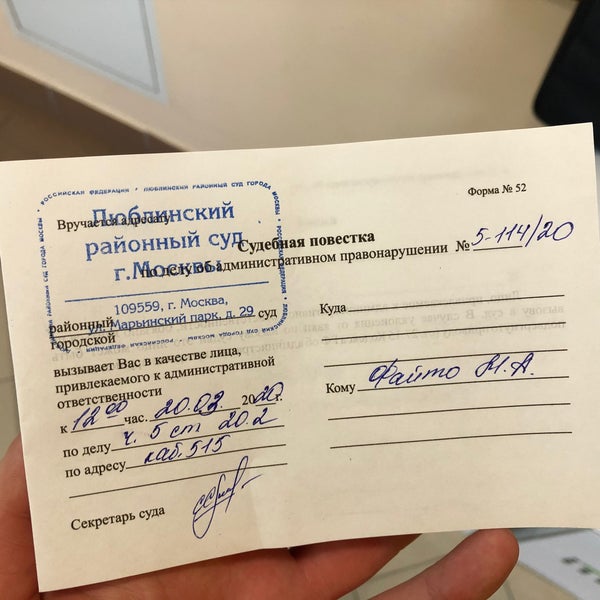 Форма № 52
РОССИЙСКАЯ ФЕДЕРАЦИЯ • ЛЮБЛИНСКИЙ РАЙОННЫЙ СУД ГОРОДА МОСКВЫ
Вручается адресату
Люблинский
районный суд
г.Москвы
109559, г. Москва,
ул. Марьинский парк, д. 29
Судебная повестка
по делу об административном правонарушении № 5-114/20
районный суд
городской
вызывает Вас в качестве лица,
привлекаемого к административной
ответственности
к 12 00 час. 20.02. 2020г.
по делу ч. 5 ст 20.2
по адресу каб. 515
Секретарь суда
Куда
Кому Файто М.А.